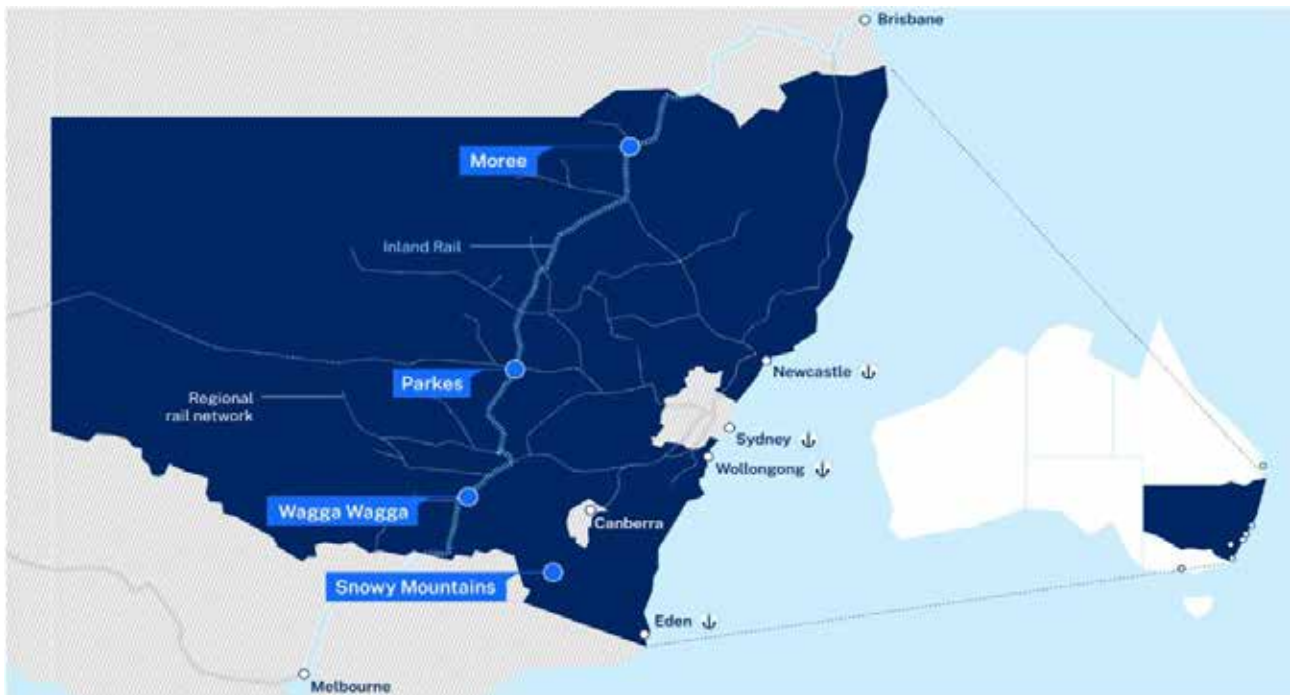 Brisbane
Moree
Inland Rail
Newcastle
Parkes
Regional
rail network
Sydney
Wollongong
Wagga Wagga
Canberra
Snowy Mountains
Eden
Melbourne